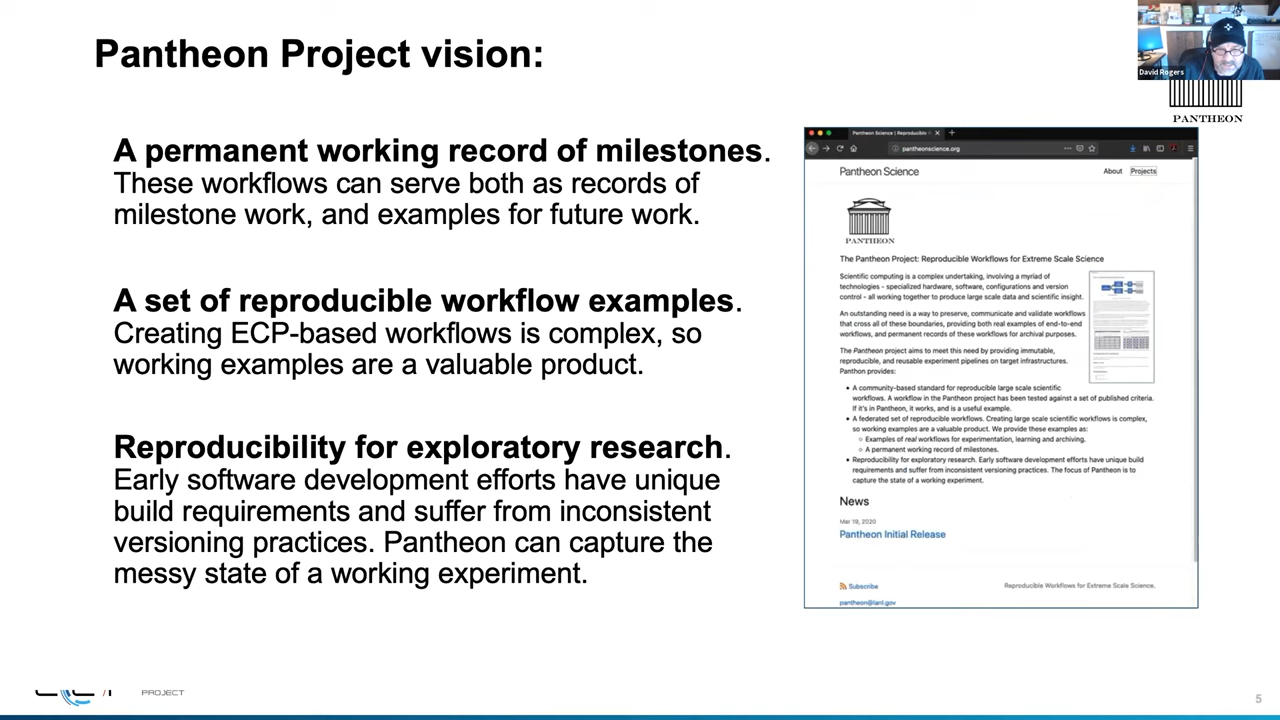 Pantheon Project vision:
David Rogers
PANTHEON
A permanent working record of milestones.
These workflows can serve both as records of
milestone work, and examples for future work.
A set of reproducible workflow examples.
Creating ECP-based workflows is complex, so
working examples are a valuable product.
Reproducibility for exploratory research.
Early software development efforts have unique
build requirements and suffer from inconsistent
versioning practices. Pantheon can capture the
messy state of a working experiment.
Pantheon Science | Reproducible
pantheonscience.org
Pantheon Science
About Projects
PANTHEON
The Pantheon Project: Reproducible Workflows for Extreme Scale Science
Scientific computing is a complex undertaking, involving a myriad of
technologies - specialized hardware, software, configurations and version
control - all working together to produce large scale data and scientific insight.
An outstanding need is a way to preserve, communicate and validate workflows
that cross all of these boundaries, providing both real examples of end-to-end
workflows, and permanent records of these workflows for archival purposes.
The Pantheon project aims to meet this need by providing immutable,
reproducible, and reusable experiment pipelines on target infrastructures.
Panthon provides:
• A community-based standard for reproducible large scale scientific
workflows. A workflow in the Pantheon project has been tested against a set of published criteria.
If it's in Pantheon, it works, and is a useful example.
• A federated set of reproducible workflows. Creating large scale scientific workflows is complex,
so working examples are a valuable product. We provide these examples as:
○ Examples of real workflows for experimentation, learning and archiving.
○ A permanent working record of milestones.
• Reproducibility for exploratory research. Early software development efforts have unique build
requirements and suffer from inconsistent versioning practices. The focus of Pantheon is to
capture the state of a working experiment.
News
Mar 19, 2020
Pantheon Initial Release
Subscribe
Reproducible Workflows for Extreme Scale Science.
pantheon@lanl.gov
PROJECT
5